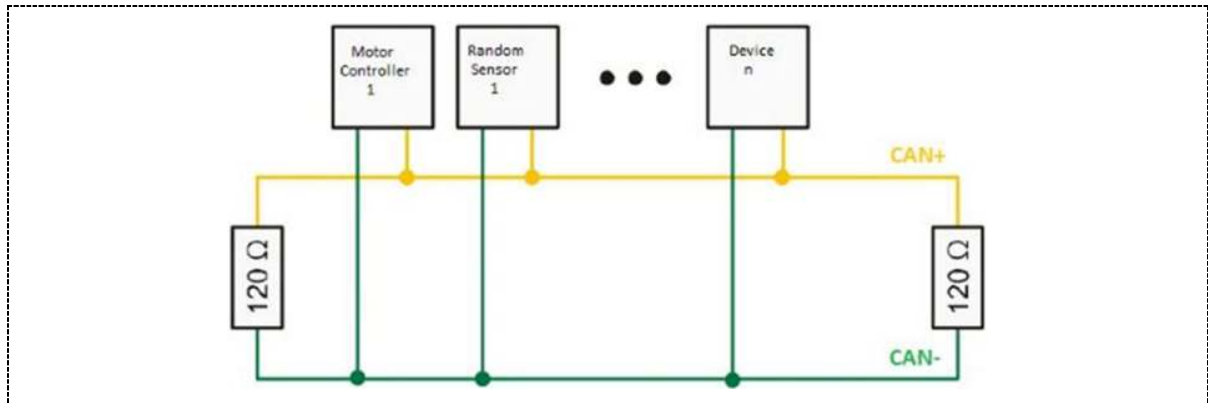 Motor
Controller
1
Random
Sensor
1
Device
n
CAN+
120 Ω
120 Ω
CAN-